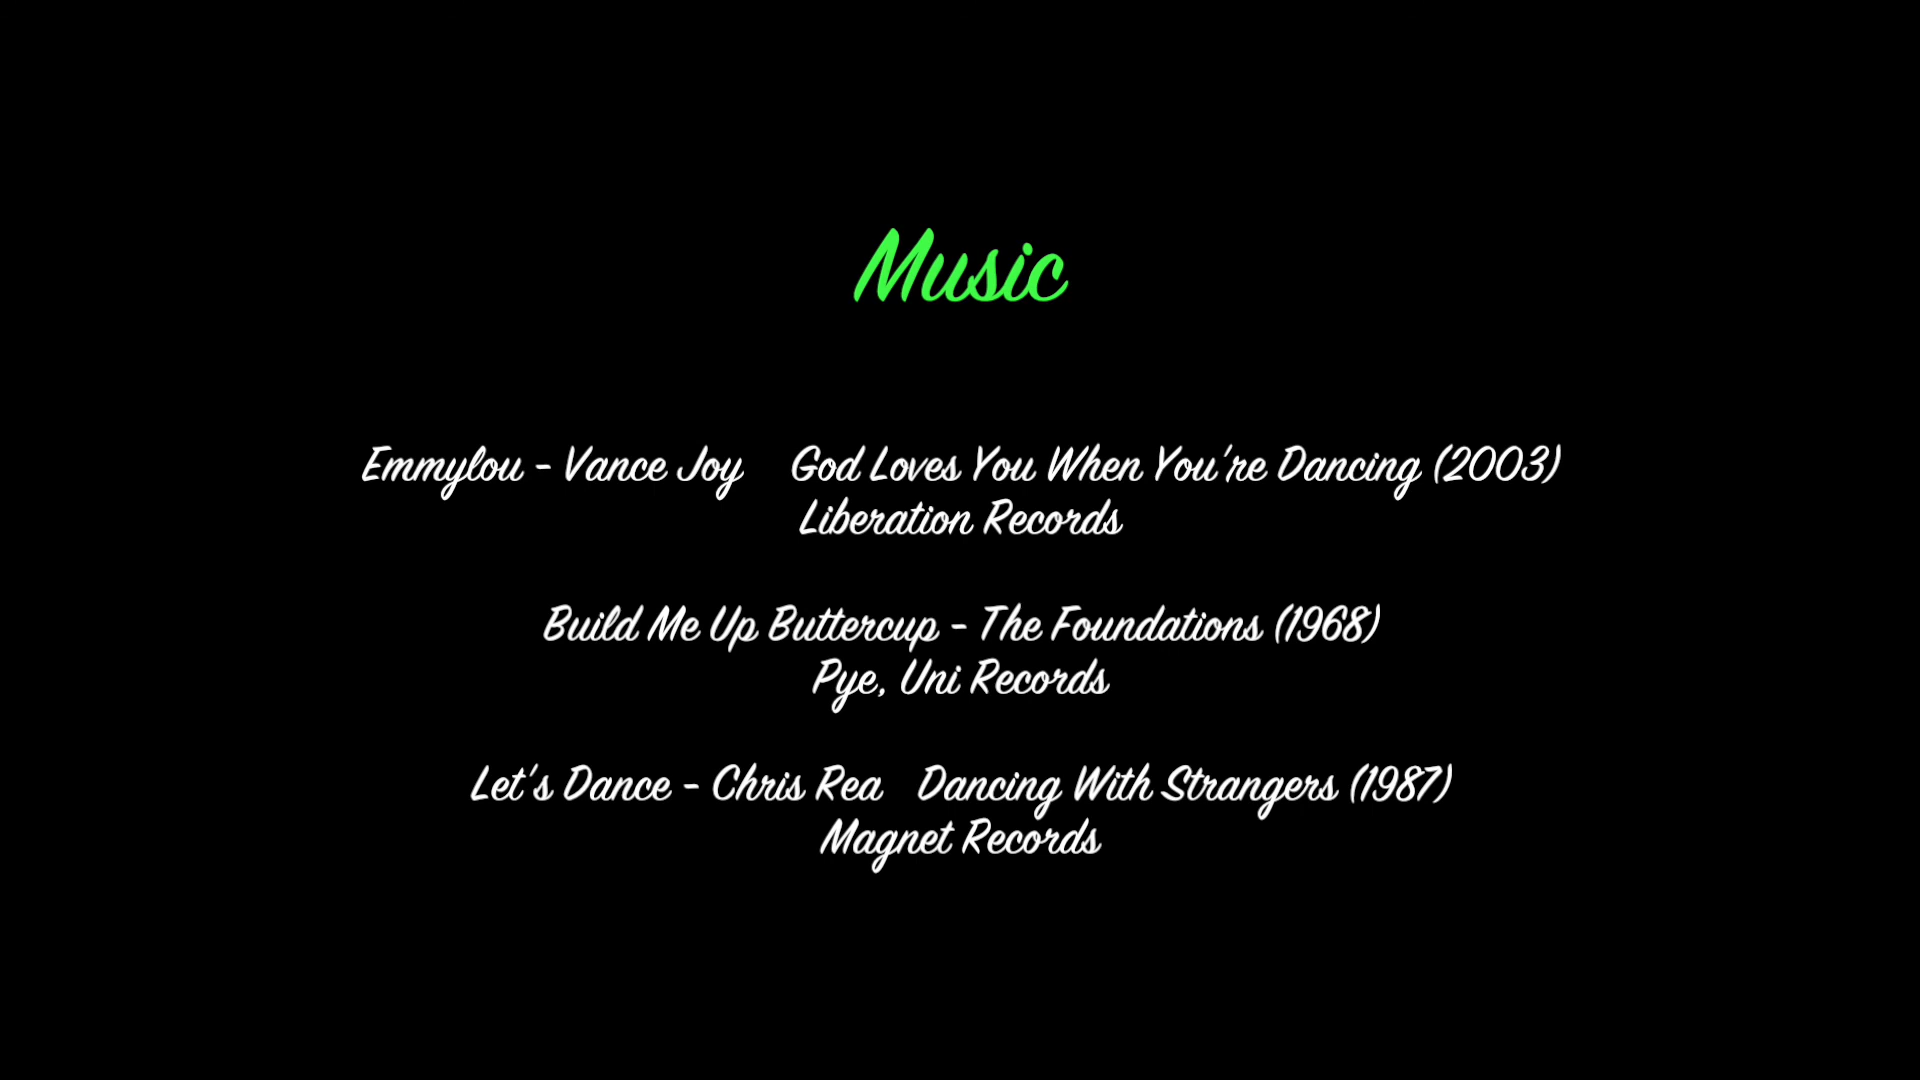 Music
Emmylou - Vance Joy God Loves You When You're Dancing (2003)
Liberation Records
Build Me Up Buttercup - The Foundations (1968)
Pye, Uni Records
Let's Dance - Chris Rea Dancing With Strangers (1987)
Magnet Records